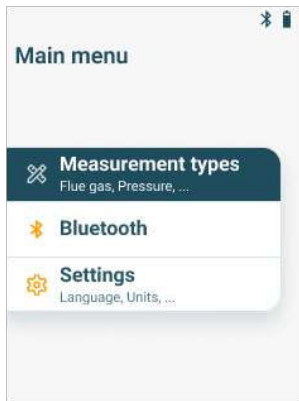 Main menu
Measurement types
Flue gas, Pressure, ...
Bluetooth
Settings
Language, Units, ...